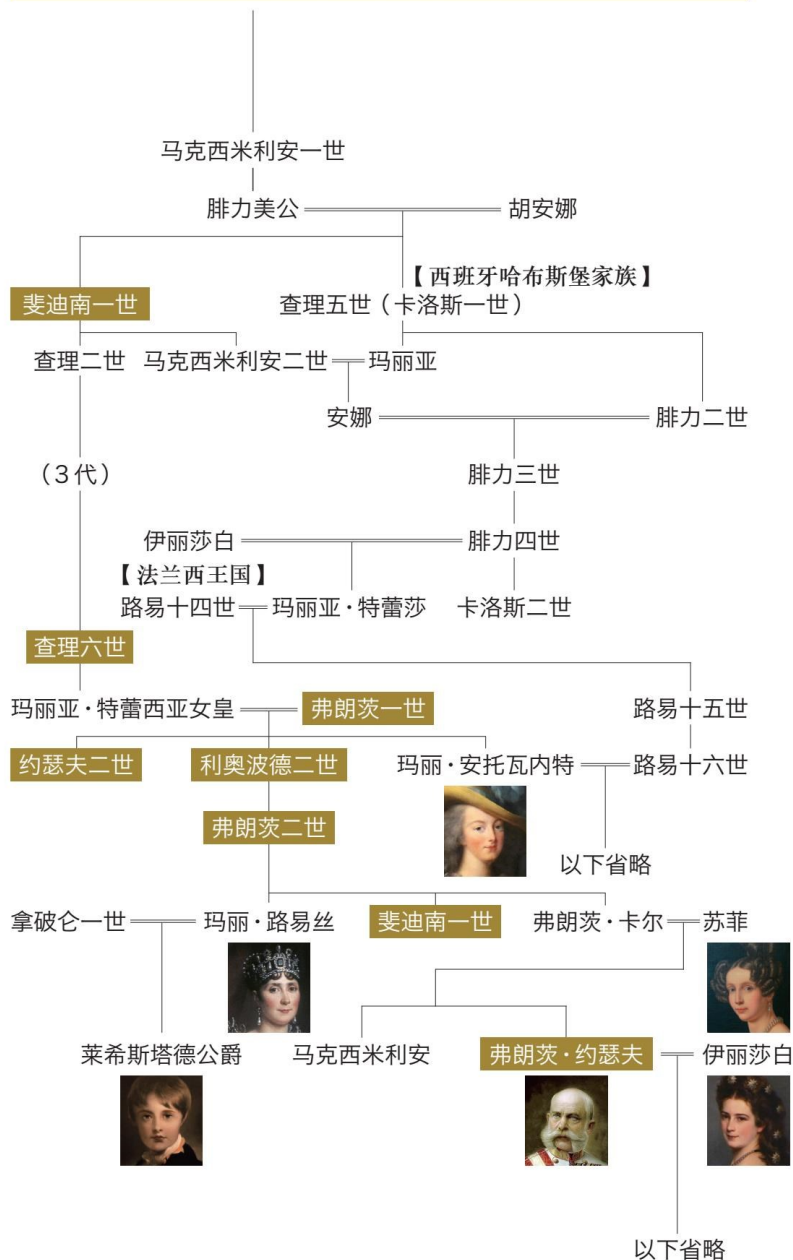 马克西米利安一世
腓力美公 胡安娜
【西班牙哈布斯堡家族】
斐迪南一世 查理五世（卡洛斯一世）
查理二世 马克西米利安二世 玛丽亚
安娜 腓力二世
（3代） 腓力三世
伊丽莎白 腓力四世
【法兰西王国】
路易十四世 玛丽亚·特蕾莎 卡洛斯二世
查理六世
玛丽亚·特蕾西亚女皇 弗朗茨一世 路易十五世
约瑟夫二世 利奥波德二世 玛丽·安托瓦内特 路易十六世
弗朗茨二世
以下省略
拿破仑一世 玛丽·路易丝 斐迪南一世 弗朗茨·卡尔 苏菲
莱希斯塔德公爵 马克西米利安 弗朗茨·约瑟夫 伊丽莎白
以下省略